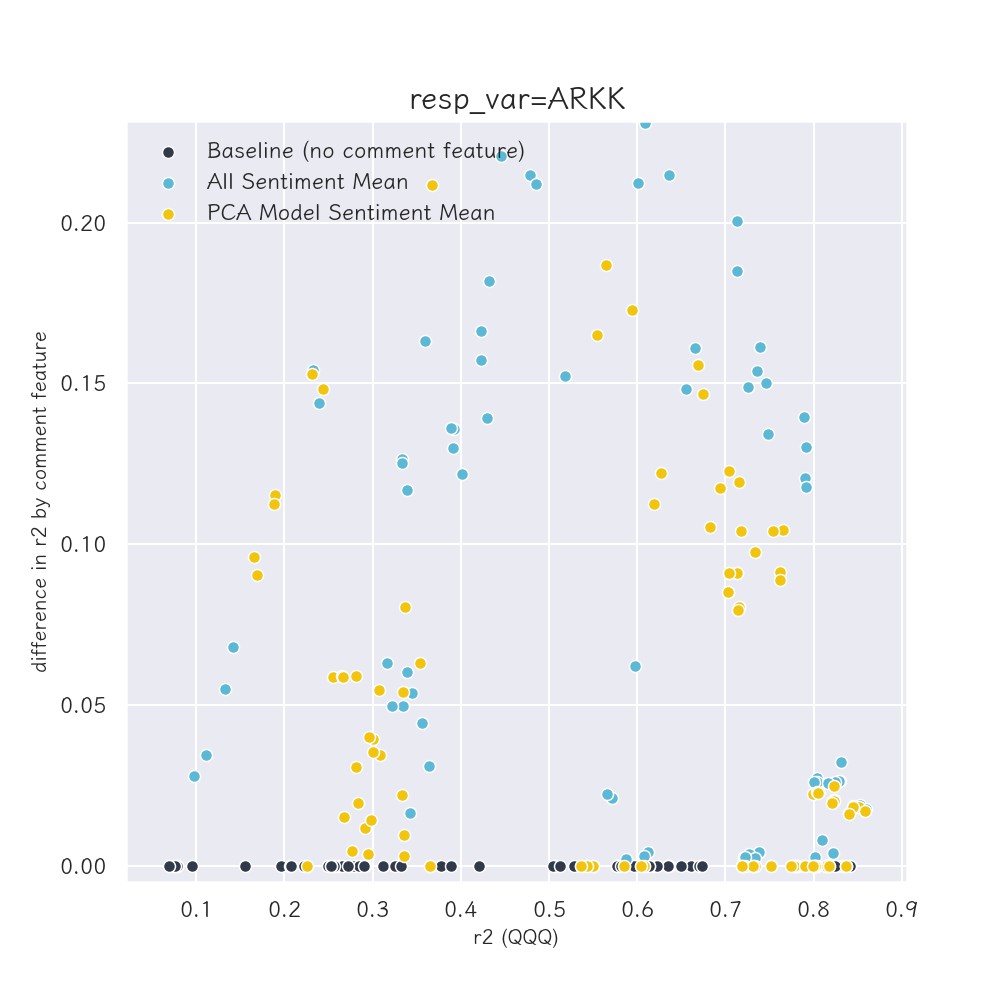 resp_var=ARKK
Baseline (no comment feature)
All Sentiment Mean
PCA Model Sentiment Mean
difference in r2 by comment feature
0.20
0.15
0.10
0.05
0.00
0.1 0.2 0.3 0.4 0.5 0.6 0.7 0.8 0.9
r2 (QQQ)